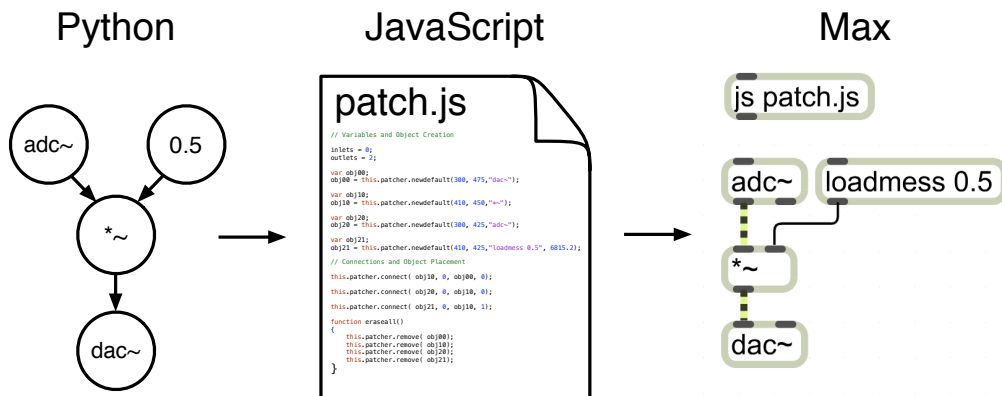 Python
JavaScript
Max
adc~
0.5
*~
dac~
patch.js
// Variables and Object Creation
inlets = 0;
outlets = 2;
var obj00;
obj00 = this.patcher.newdefault(300, 475,"dac~");
var obj10;
obj10 = this.patcher.newdefault(410, 450,"*~");
var obj20;
obj20 = this.patcher.newdefault(300, 425,"adc~");
var obj21;
obj21 = this.patcher.newdefault(410, 425,"loadmess 0.5", 6815.2);
// Connections and Object Placement
this.patcher.connect( obj10, 0, obj00, 0);
this.patcher.connect( obj20, 0, obj10, 0);
this.patcher.connect( obj21, 0, obj10, 1);
function eraseall()
{
this.patcher.remove( obj00);
this.patcher.remove( obj10);
this.patcher.remove( obj20);
this.patcher.remove( obj21);
}
js patch.js
adc~
loadmess 0.5
*~
dac~